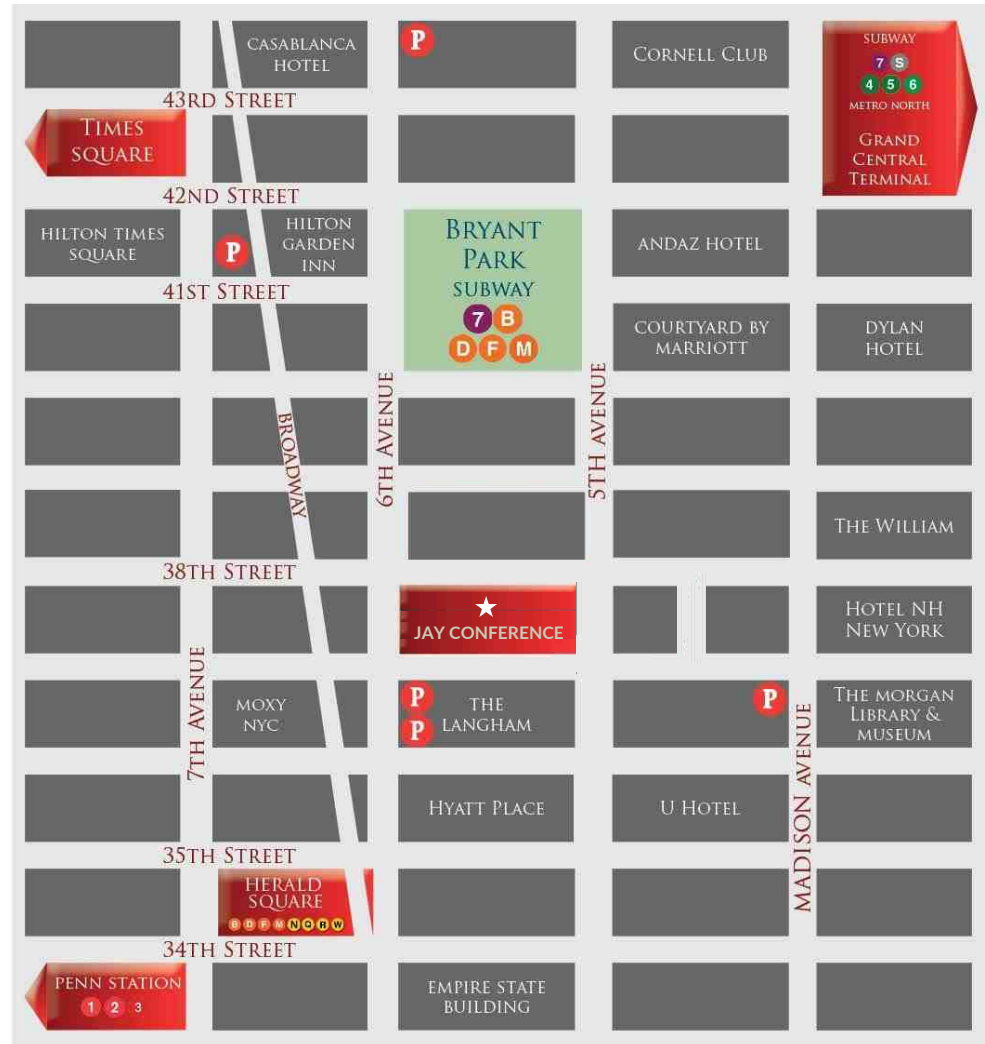 CASABLANCA
HOTEL
P
CORNELL CLUB
SUBWAY
7 S
4 5 6
METRO NORTH
GRAND
CENTRAL
TERMINAL
43RD STREET
TIMES
SQUARE
42ND STREET
HILTON TIMES
SQUARE
P
HILTON
GARDEN
INN
BRYANT
PARK
SUBWAY
7 B
D F M
ANDAZ HOTEL
41ST STREET
COURTYARD BY
MARRIOTT
DYLAN
HOTEL
BROADWAY
6TH AVENUE
5TH AVENUE
THE WILLIAM
38TH STREET
JAY CONFERENCE
HOTEL NH
NEW YORK
7TH AVENUE
MOXY
NYC
P
P
THE
LANGHAM
P
MADISON AVENUE
THE MORGAN
LIBRARY &
MUSEUM
HYATT PLACE
U HOTEL
35TH STREET
HERALD
SQUARE
B D F M N Q R W
34TH STREET
PENN STATION
1 2 3
EMPIRE STATE
BUILDING